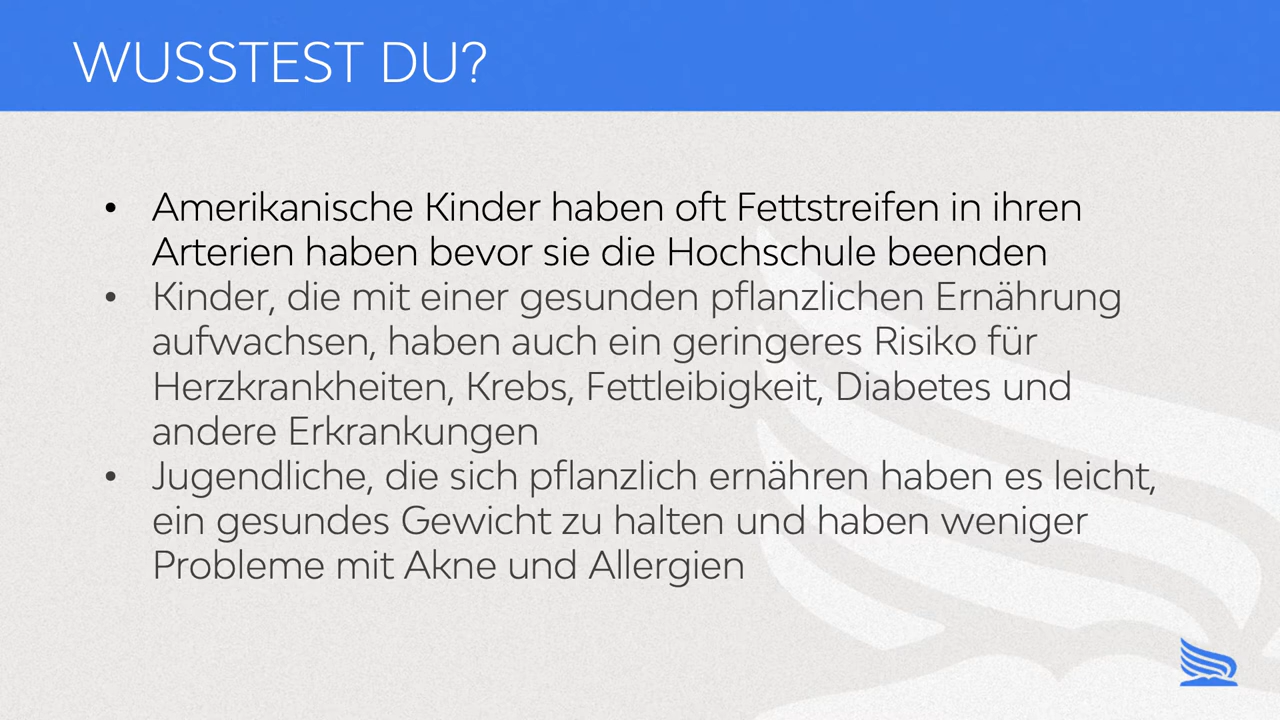 WUSSTEST DU?
• Amerikanische Kinder haben oft Fettstreifen in ihren
Arterien haben bevor sie die Hochschule beenden
• Kinder, die mit einer gesunden pflanzlichen Ernährung
aufwachsen, haben auch ein geringeres Risiko für
Herzkrankheiten, Krebs, Fettleibigkeit, Diabetes und
andere Erkrankungen
• Jugendliche, die sich pflanzlich ernähren haben es leicht,
ein gesundes Gewicht zu halten und haben weniger
Probleme mit Akne und Allergien